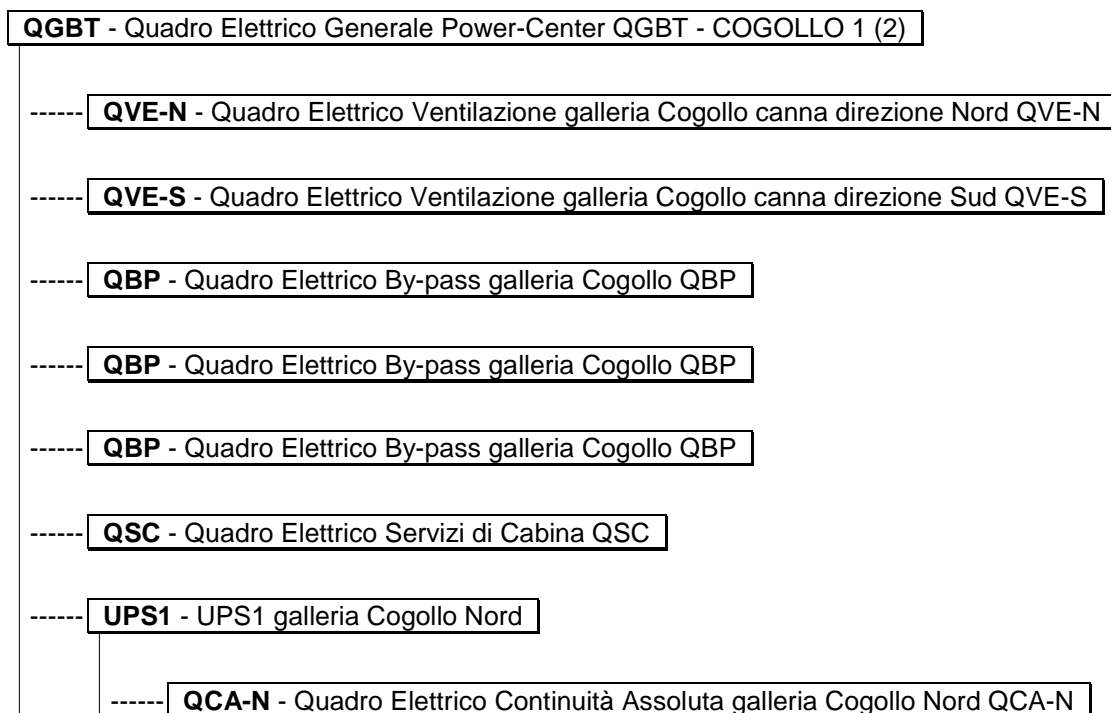 QGBT - Quadro Elettrico Generale Power-Center QGBT - COGOLLO 1 (2)
------ QVE-N - Quadro Elettrico Ventilazione galleria Cogollo canna direzione Nord QVE-N
------ QVE-S - Quadro Elettrico Ventilazione galleria Cogollo canna direzione Sud QVE-S
------ QBP - Quadro Elettrico By-pass galleria Cogollo QBP
------ QBP - Quadro Elettrico By-pass galleria Cogollo QBP
------ QBP - Quadro Elettrico By-pass galleria Cogollo QBP
------ QSC - Quadro Elettrico Servizi di Cabina QSC
------ UPS1 - UPS1 galleria Cogollo Nord
------ QCA-N - Quadro Elettrico Continuità Assoluta galleria Cogollo Nord QCA-N